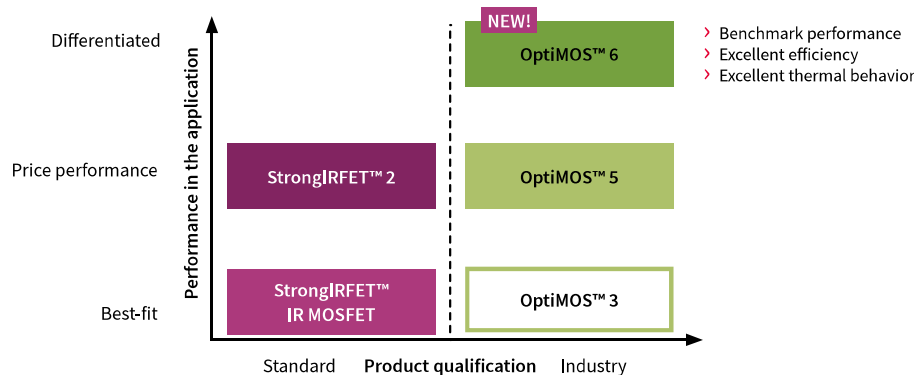 NEW!
Differentiated
OptiMOS™ 6
› Benchmark performance
› Excellent efficiency
› Excellent thermal behavior
Performance in the application
Price performance
StrongIRFET™ 2
OptiMOS™ 5
Best-fit
StrongIRFET™
IR MOSFET
OptiMOS™ 3
Standard Product qualification Industry